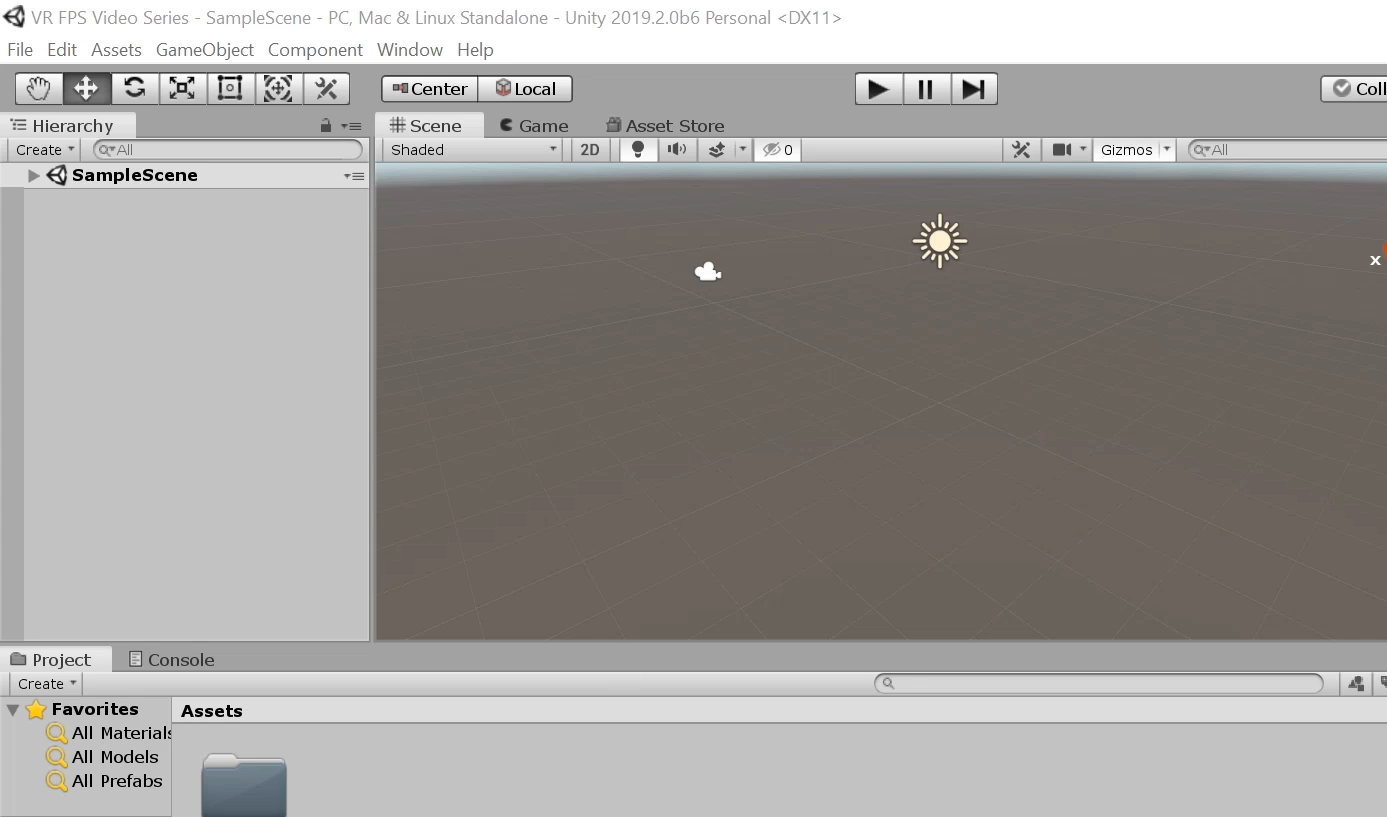 VR FPS Video Series - SampleScene - PC, Mac & Linux Standalone - Unity 2019.2.0b6 Personal <DX11>
File Edit Assets GameObject Component Window Help
Center Local Coll
Hierarchy Scene Game Asset Store
Create All Shaded 2D 0 Gizmos All
SampleScene
x
Project Console
Create
Favorites Assets
All Materials
All Models
All Prefabs